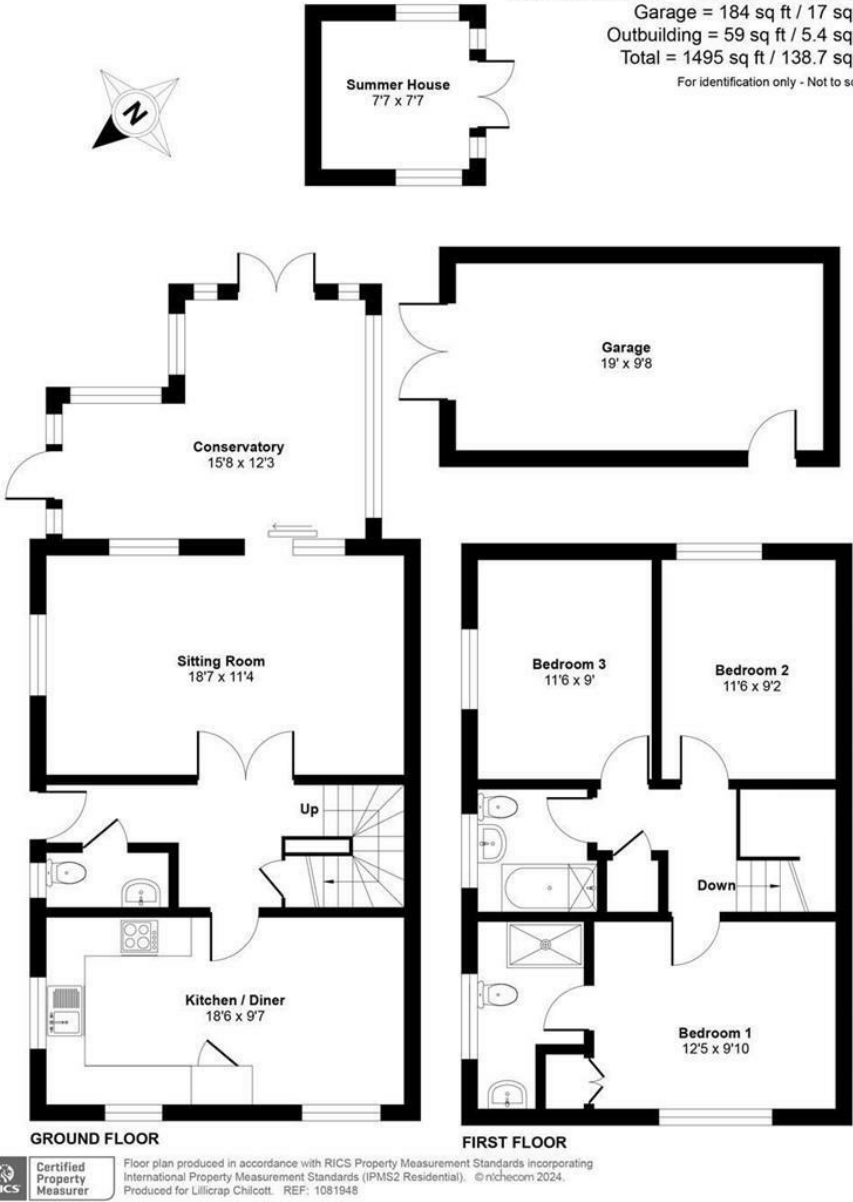 Garage = 184 sq ft / 17 sq
Outbuilding = 59 sq ft / 5.4 sq
Total = 1495 sq ft / 138.7 sq
For identification only - Not to sc
Summer House
7'7 x 7'7
N
Garage
19' x 9'8
Conservatory
15'8 x 12'3
Sitting Room
18'7 x 11'4
Bedroom 3
11'6 x 9'
Bedroom 2
11'6 x 9'2
Up
Down
Kitchen / Diner
18'6 x 9'7
Bedroom 1
12'5 x 9'10
GROUND FLOOR
FIRST FLOOR
RICS
Certified
Property
Measurer
Floor plan produced in accordance with RICS Property Measurement Standards incorporating
International Property Measurement Standards (IPMS2 Residential). © nichecom 2024.
Produced for Lillicrap Chilcott. REF: 1081948